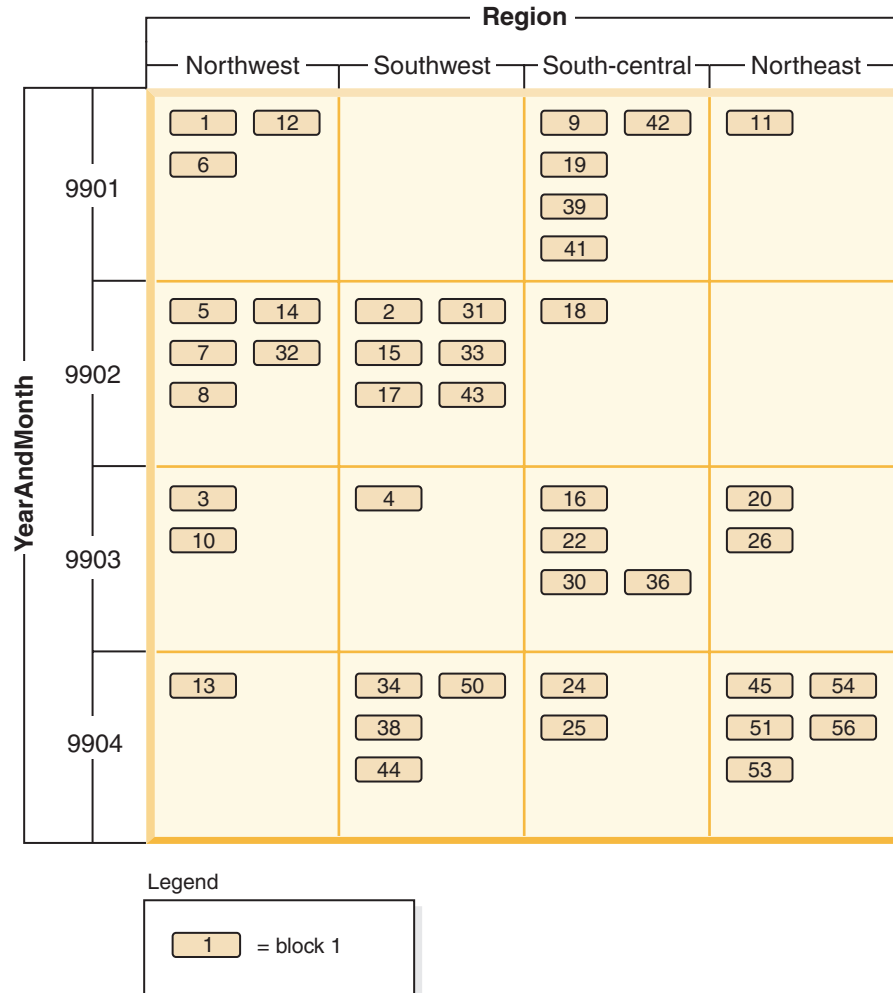 Region
Northwest Southwest South-central Northeast
YearAndMonth
9901
1 12 9 42 11
6 19
39
41
9902
5 14 2 31 18
7 32 15 33
8 17 43
9903
3 4 16 20
10 22 26
30 36
9904
13 34 50 24 45 54
38 25 51 56
44 53
Legend
1 = block 1